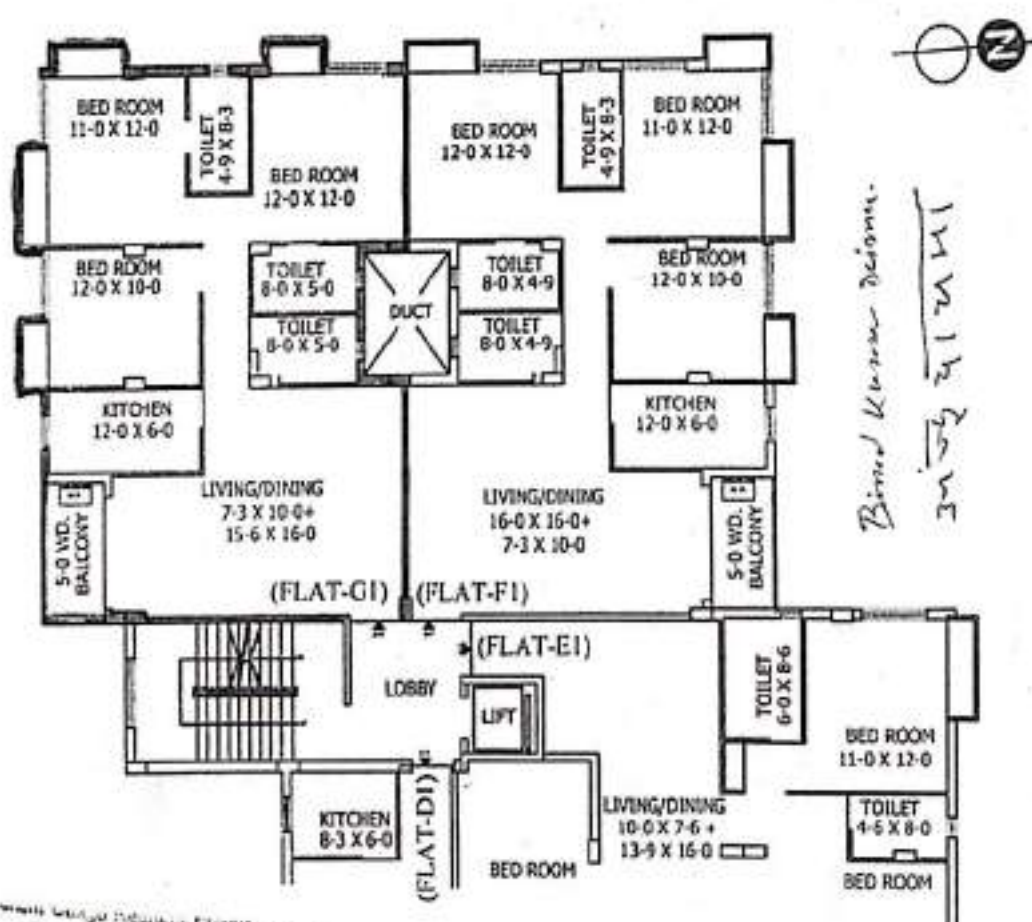 N
BED ROOM
11-0 X 12-0
TOILET
4-9 X 8-3
BED ROOM
12-0 X 12-0
BED ROOM
12-0 X 12-0
TOILET
4-9 X 8-3
BED ROOM
11-0 X 12-0
BED ROOM
12-0 X 10-0
TOILET
8-0 X 5-0
TOILET
8-0 X 5-0
DUCT
TOILET
8-0 X 4-9
TOILET
8-0 X 4-9
BED ROOM
12-0 X 10-0
KITCHEN
12-0 X 6-0
KITCHEN
12-0 X 6-0
LIVING/DINING
7-3 X 10-0+
15-6 X 16-0
LIVING/DINING
16-0 X 16-0+
7-3 X 10-0
5-0 WD.
BALCONY
5-0 WD.
BALCONY
(FLAT-G1)
(FLAT-F1)
(FLAT-E1)
LOBBY
LIFT
TOILET
6-0 X 8-6
BED ROOM
11-0 X 12-0
KITCHEN
8-3 X 6-0
(FLAT-D1)
BED ROOM
LIVING/DINING
10-0 X 7-6 +
13-9 X 16-0
TOILET
4-6 X 8-0
BED ROOM